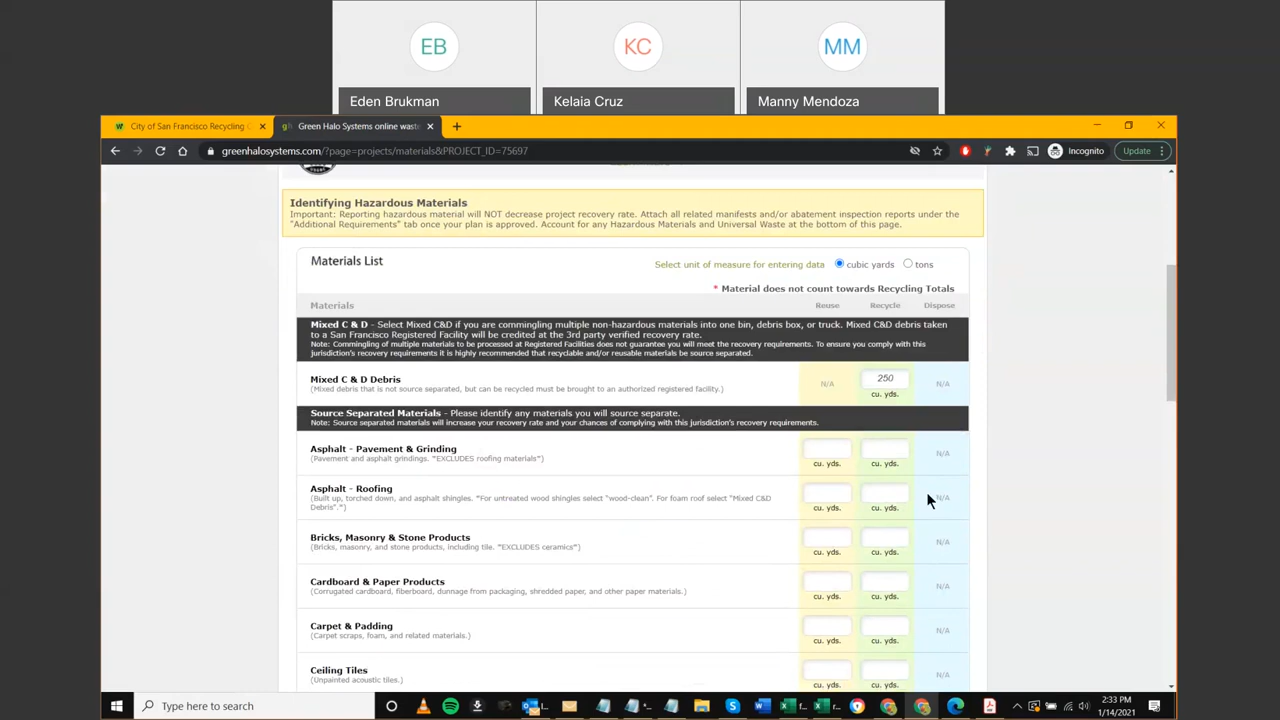 EB
KC
MM
Eden Brukman
Kelaia Cruz
Manny Mendoza
City of San Francisco Recycling
Green Halo Systems online wast
greenhalosystems.com/?page=projects/materials&PROJECT_ID=75697
Incognito
Update
Identifying Hazardous Materials
Important: Reporting hazardous material will NOT decrease project recovery rate. Attach all related manifests and/or abatement inspection reports under the
"Additional Requirements" tab once your plan is approved. Account for any Hazardous Materials and Universal Waste at the bottom of this page.
Materials List
Select unit of measure for entering data cubic yards tons
* Material does not count towards Recycling Totals
Materials Reuse Recycle Dispose
Mixed C & D - Select Mixed C&D if you are commingling multiple non-hazardous materials into one bin, debris box, or truck. Mixed C&D debris taken
to a San Francisco Registered Facility will be credited at the 3rd party verified recovery rate.
Note: Commingling of multiple materials to be processed at Registered Facilities does not guarantee you will meet the recovery requirements. To ensure you comply with this
jurisdiction's recovery requirements it is highly recommended that recyclable and/or reusable materials be source separated.
Mixed C & D Debris
(Mixed debris that is not source separated, but can be recycled must be brought to an authorized registered facility.)
N/A 250 N/A
cu. yds.
Source Separated Materials - Please identify any materials you will source separate.
Note: Source separated materials will increase your recovery rate and your chances of complying with this jurisdiction's recovery requirements.
Asphalt - Pavement & Grinding
(Pavement and asphalt grindings. "EXCLUDES roofing materials")
N/A
cu. yds. cu. yds.
Asphalt - Roofing
(Built up, torched down, and asphalt shingles. "For untreated wood shingles select "wood-clean". For foam roof select "Mixed C&D
Debris".")
N/A
cu. yds. cu. yds.
Bricks, Masonry & Stone Products
(Bricks, masonry, and stone products, including tile. "EXCLUDES ceramics")
N/A
cu. yds. cu. yds.
Cardboard & Paper Products
(Corrugated cardboard, fiberboard, dunnage from packaging, shredded paper, and other paper materials.)
N/A
cu. yds. cu. yds.
Carpet & Padding
(Carpet scraps, foam, and related materials.)
N/A
cu. yds. cu. yds.
Ceiling Tiles
(Unpainted acoustic tiles.)
N/A
cu. yds. cu. yds.
Type here to search
2:33 PM
1/14/2021